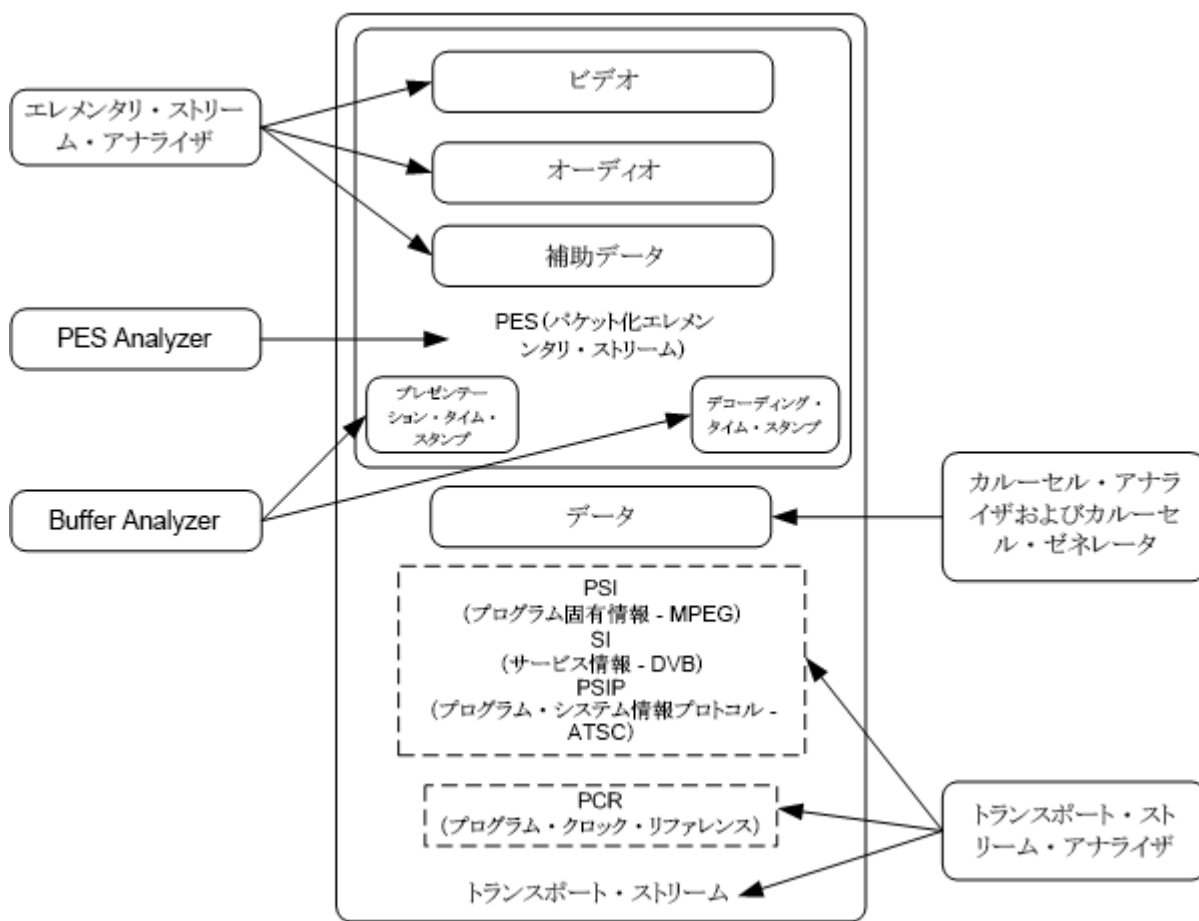 ビデオ
エレメンタリ・ストリー
ム・アナライザ
オーディオ
補助データ
PES Analyzer
PES（パケット化エレメン
ンタリ・ストリーム）
プレゼンテー
ション・タイム・
スタンプ
デコーディング・
タイム・スタンプ
Buffer Analyzer
データ
カルーセル・アナラ
イザおよびカルーセ
ル・ゼネレータ
PSI
（プログラム固有情報 - MPEG）
SI
（サービス情報 - DVB）
PSIP
（プログラム・システム情報プロトコル -
ATSC）
PCR
（プログラム・クロック・リファレンス）
トランスポート・スト
リーム・アナライザ
トランスポート・ストリーム